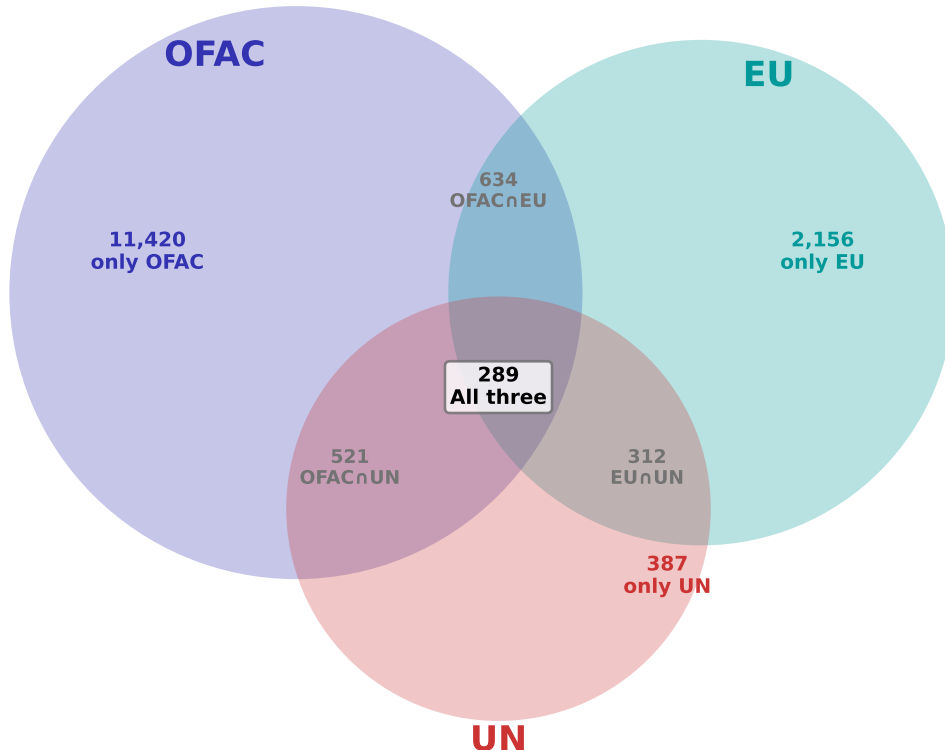 OFAC
EU
634
OFAC∩EU
11,420
only OFAC
2,156
only EU
289
All three
521
OFAC∩UN
312
EU∩UN
387
only UN
UN